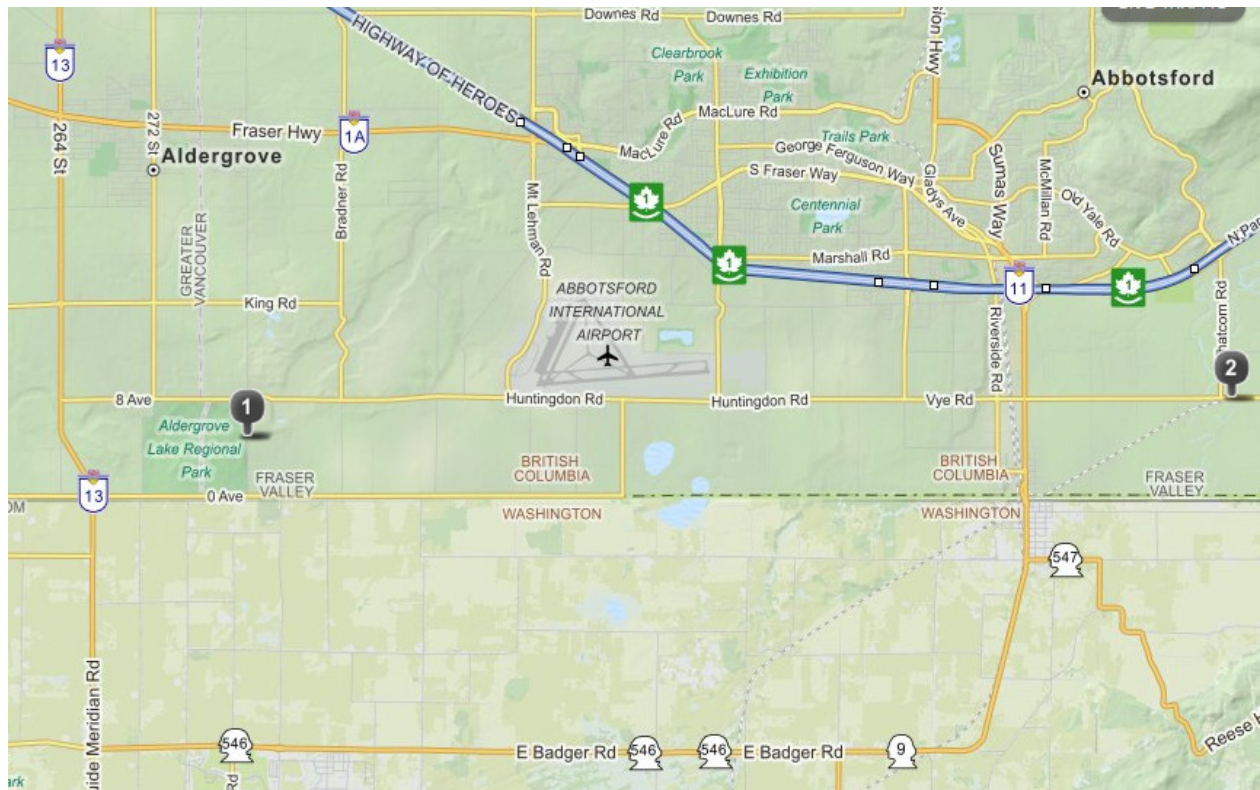 Downes Rd
Downes Rd
13
HIGHWAY OF HEROES
Clearbrook
Park
Exhibition
Park
Abbotsford
264 St
272 St
Fraser Hwy
1A
MacLure Rd
MacLure Rd
Trails Park
Aldergrove
George Ferguson Way
S Fraser Way
Gladys Ave
Sumas Way
McMillan Rd
Old Yale Rd
Bradner Rd
Mt Lehman Rd
1
Centennial
Park
GREATER
VANCOUVER
Marshall Rd
1
11
1
King Rd
ABBOTSFORD
INTERNATIONAL
AIRPORT
Riverside Rd
8 Ave
1
Huntingdon Rd
Huntingdon Rd
Vye Rd
2
Aldergrove
Lake Regional
Park
FRASER
VALLEY
BRITISH
COLUMBIA
BRITISH
COLUMBIA
FRASER
VALLEY
13
0 Ave
WASHINGTON
WASHINGTON
547
546
E Badger Rd
546
546
E Badger Rd
9